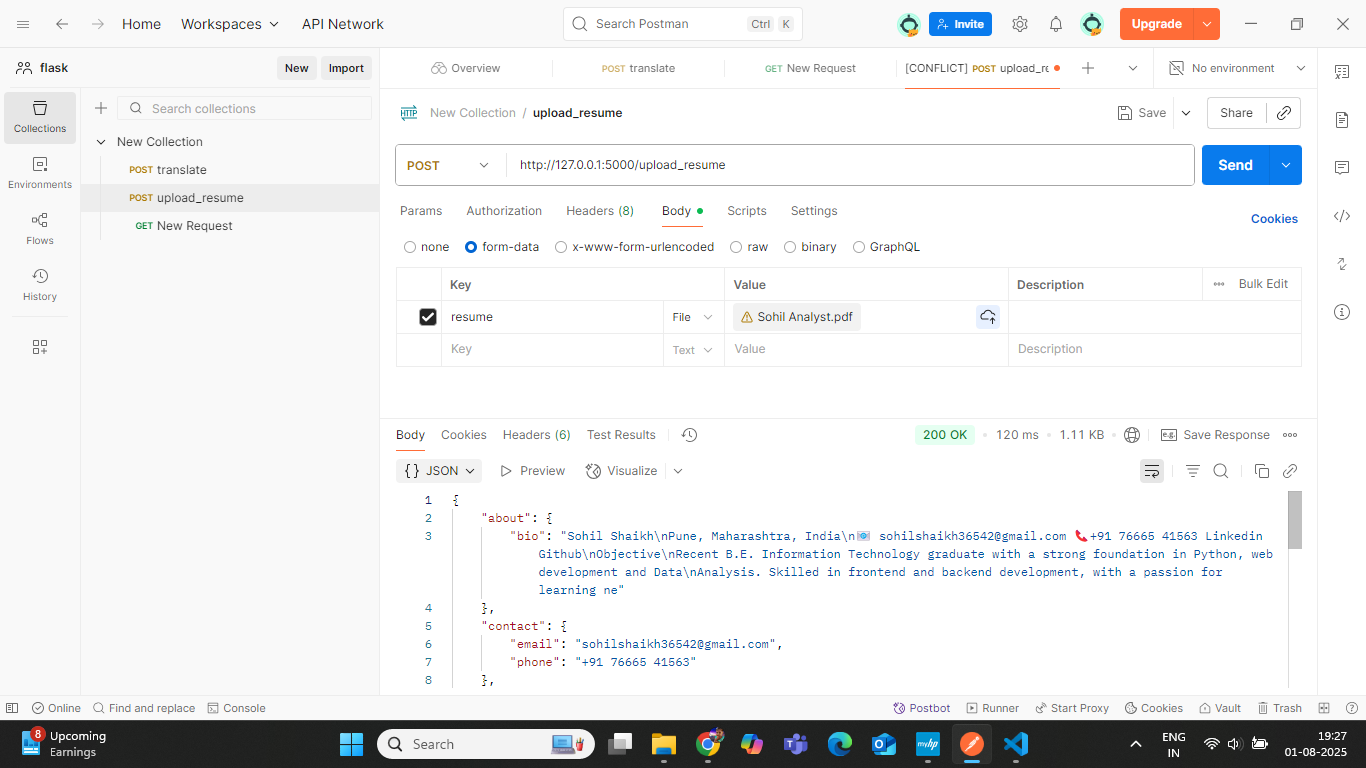 Home
Workspaces
API Network
Search Postman
Ctrl
K
Invite
Upgrade
flask
New
Import
Overview
POST translate
GET New Request
[CONFLICT] POST upload_re
No environment
Collections
Environments
Flows
History
Search collections
New Collection
POST translate
POST upload_resume
GET New Request
HTTP
New Collection / upload_resume
Save
Share
POST
http://127.0.0.1:5000/upload_resume
Send
Params
Authorization
Headers (8)
Body
Scripts
Settings
Cookies
none
form-data
x-www-form-urlencoded
raw
binary
GraphQL
Key
Value
Description
Bulk Edit
resume
File
Sohil Analyst.pdf
Key
Text
Value
Description
Body
Cookies
Headers (6)
Test Results
200 OK
120 ms
1.11 KB
e.g.
Save Response
{} JSON
Preview
Visualize
1 {
2 "about": {
3 "bio": "Sohil Shaikh\nPune, Maharashtra, India\n📧 sohilshaikh36542@gmail.com 📞+91 76665 41563 Linkedin
Github\nObjective\nRecent B.E. Information Technology graduate with a strong foundation in Python, web
development and Data\nAnalysis. Skilled in frontend and backend development, with a passion for
learning ne"
4 },
5 "contact": {
6 "email": "sohilshaikh36542@gmail.com",
7 "phone": "+91 76665 41563"
8 },
Online
Find and replace
Console
Postbot
Runner
Start Proxy
Cookies
Vault
Trash
8
Upcoming
Earnings
Search
myhp
ENG
IN
19:27
01-08-2025